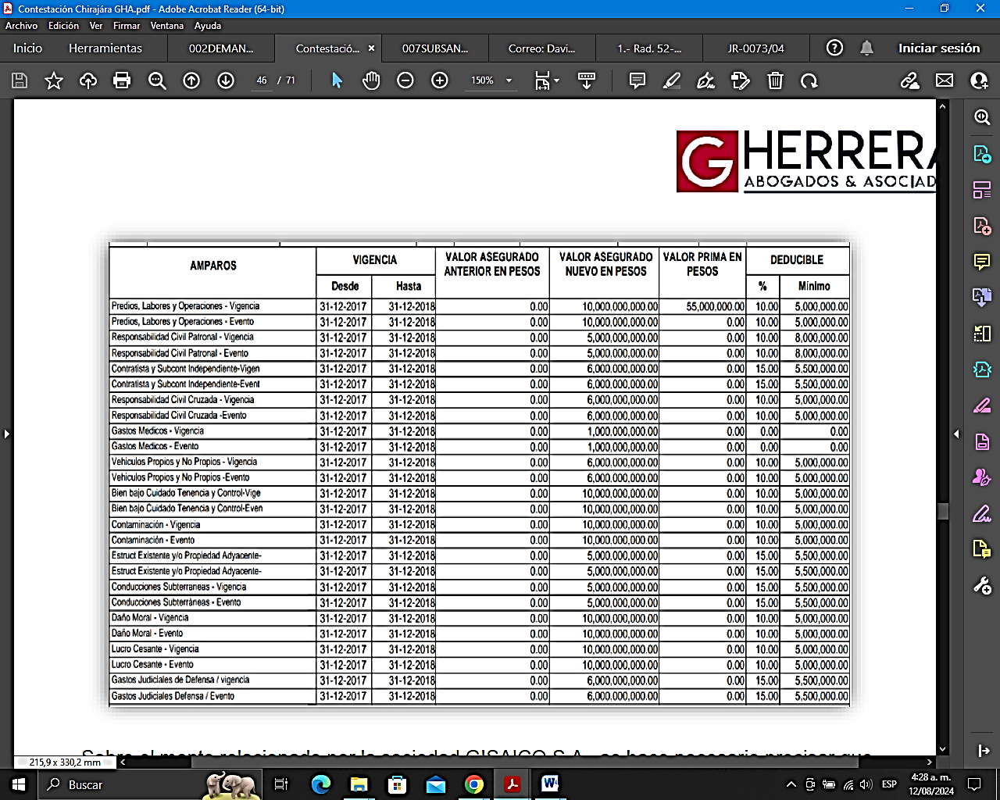 Contestación Chirajára GHA.pdf - Adobe Acrobat Reader (64-bit)
Archivo Edición Ver Firmar Ventana Ayuda
Inicio Herramientas 002DEMAN... Contestació... × 007SUBSAN... Correo: Davi... 1.- Rad. 52-... JR-0073/04 Iniciar sesión
46 / 71 150%
G HERRERA
ABOGADOS & ASOCIAD
AMPAROS VIGENCIA VALOR ASEGURADO ANTERIOR EN PESOS VALOR ASEGURADO NUEVO EN PESOS VALOR PRIMA EN PESOS DEDUCIBLE
Desde Hasta % Mínimo
Predios, Labores y Operaciones - Vigencia 31-12-2017 31-12-2018 0.00 10,000,000,000.00 55,000,000.00 10.00 5,000,000.00
Predios, Labores y Operaciones - Evento 31-12-2017 31-12-2018 0.00 10,000,000,000.00 0.00 10.00 5,000,000.00
Responsabilidad Civil Patronal - Vigencia 31-12-2017 31-12-2018 0.00 5,000,000,000.00 0.00 10.00 8,000,000.00
Responsabilidad Civil Patronal - Evento 31-12-2017 31-12-2018 0.00 5,000,000,000.00 0.00 10.00 8,000,000.00
Contratista y Subcont Independiente-Vigen 31-12-2017 31-12-2018 0.00 6,000,000,000.00 0.00 15.00 5,500,000.00
Contratista y Subcont Independiente-Event 31-12-2017 31-12-2018 0.00 6,000,000,000.00 0.00 15.00 5,500,000.00
Responsabilidad Civil Cruzada - Vigencia 31-12-2017 31-12-2018 0.00 6,000,000,000.00 0.00 10.00 5,000,000.00
Responsabilidad Civil Cruzada -Evento 31-12-2017 31-12-2018 0.00 6,000,000,000.00 0.00 10.00 5,000,000.00
Gastos Medicos - Vigencia 31-12-2017 31-12-2018 0.00 1,000,000,000.00 0.00 0.00 0.00
Gastos Medicos - Evento 31-12-2017 31-12-2018 0.00 1,000,000,000.00 0.00 0.00 0.00
Vehiculos Propios y No Propios - Vigencia 31-12-2017 31-12-2018 0.00 6,000,000,000.00 0.00 10.00 5,000,000.00
Vehiculos Propios y No Propios -Evento 31-12-2017 31-12-2018 0.00 6,000,000,000.00 0.00 10.00 5,000,000.00
Bien bajo Cuidado Tenencia y Control-Vige 31-12-2017 31-12-2018 0.00 10,000,000,000.00 0.00 10.00 5,000,000.00
Bien bajo Cuidado Tenencia y Control-Even 31-12-2017 31-12-2018 0.00 10,000,000,000.00 0.00 10.00 5,000,000.00
Contaminación - Vigencia 31-12-2017 31-12-2018 0.00 10,000,000,000.00 0.00 10.00 5,000,000.00
Contaminación - Evento 31-12-2017 31-12-2018 0.00 10,000,000,000.00 0.00 10.00 5,000,000.00
Estruct Existente y/o Propiedad Adyacente- 31-12-2017 31-12-2018 0.00 5,000,000,000.00 0.00 15.00 5,500,000.00
Estruct Existente y/o Propiedad Adyacente- 31-12-2017 31-12-2018 0.00 5,000,000,000.00 0.00 15.00 5,500,000.00
Conducciones Subterraneas - Vigencia 31-12-2017 31-12-2018 0.00 5,000,000,000.00 0.00 15.00 5,500,000.00
Conducciones Subterràneas - Evento 31-12-2017 31-12-2018 0.00 5,000,000,000.00 0.00 15.00 5,500,000.00
Daño Moral - Vigencia 31-12-2017 31-12-2018 0.00 10,000,000,000.00 0.00 10.00 5,000,000.00
Daño Moral - Evento 31-12-2017 31-12-2018 0.00 10,000,000,000.00 0.00 10.00 5,000,000.00
Lucro Cesante - Vigencia 31-12-2017 31-12-2018 0.00 10,000,000,000.00 0.00 10.00 5,000,000.00
Lucro Cesante - Evento 31-12-2017 31-12-2018 0.00 10,000,000,000.00 0.00 10.00 5,000,000.00
Gastos Judiciales de Defensa / vigencia 31-12-2017 31-12-2018 0.00 6,000,000,000.00 0.00 15.00 5,500,000.00
Gastos Judiciales Defensa / Evento 31-12-2017 31-12-2018 0.00 6,000,000,000.00 0.00 15.00 5,500,000.00
Sobre el monto relacionado por la sociedad GISAICO S.A., se hace necesario precisar que
215,9 x 330,2 mm
Buscar ESP 4:28 a. m.
12/08/2024